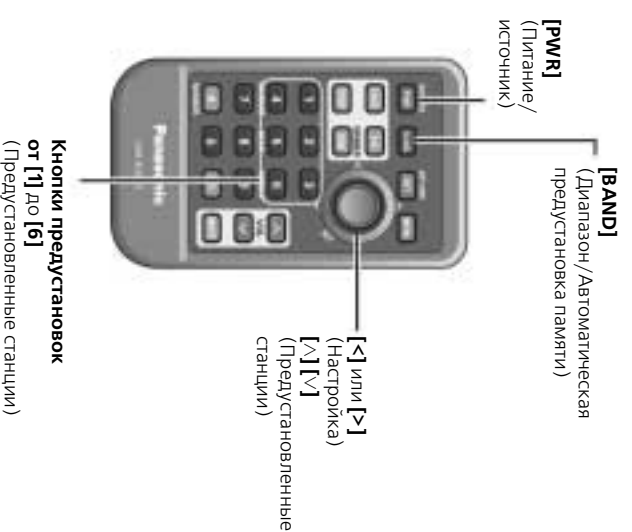 [PWR]
(Питание/
источник)
[BAND]
(Диапазон/Автоматическая
предустановка памяти)
[<] или [>]
(Настройка)
[∧] [∨]
(Предустановленные
станции)
Кнопки предустановок
от [1] до [6]
(Предустановленные станции)
Panasonic